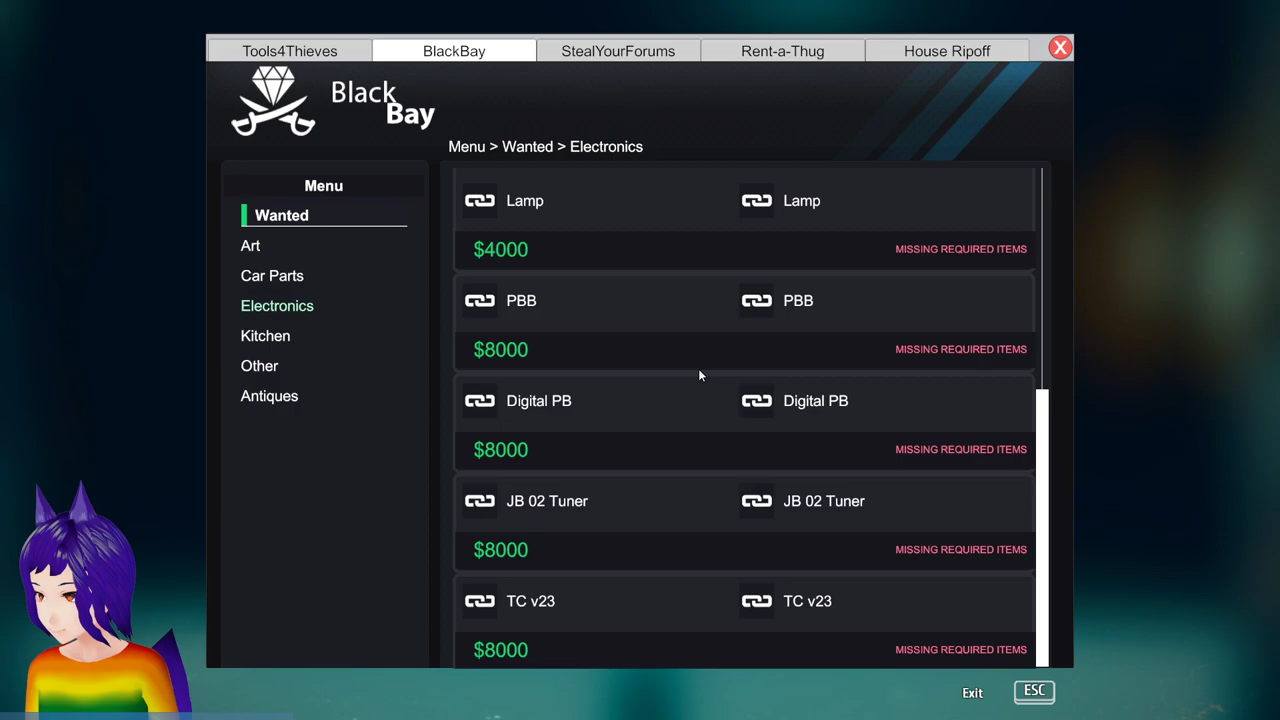 Tools4Thieves BlackBay StealYourForums Rent-a-Thug House Ripoff X
Black
Bay
Menu > Wanted > Electronics
Menu
Wanted
Art
Car Parts
Electronics
Kitchen
Other
Antiques
Lamp Lamp
$4000 MISSING REQUIRED ITEMS
PBB PBB
$8000 MISSING REQUIRED ITEMS
Digital PB Digital PB
$8000 MISSING REQUIRED ITEMS
JB 02 Tuner JB 02 Tuner
$8000 MISSING REQUIRED ITEMS
TC v23 TC v23
$8000 MISSING REQUIRED ITEMS
Exit ESC